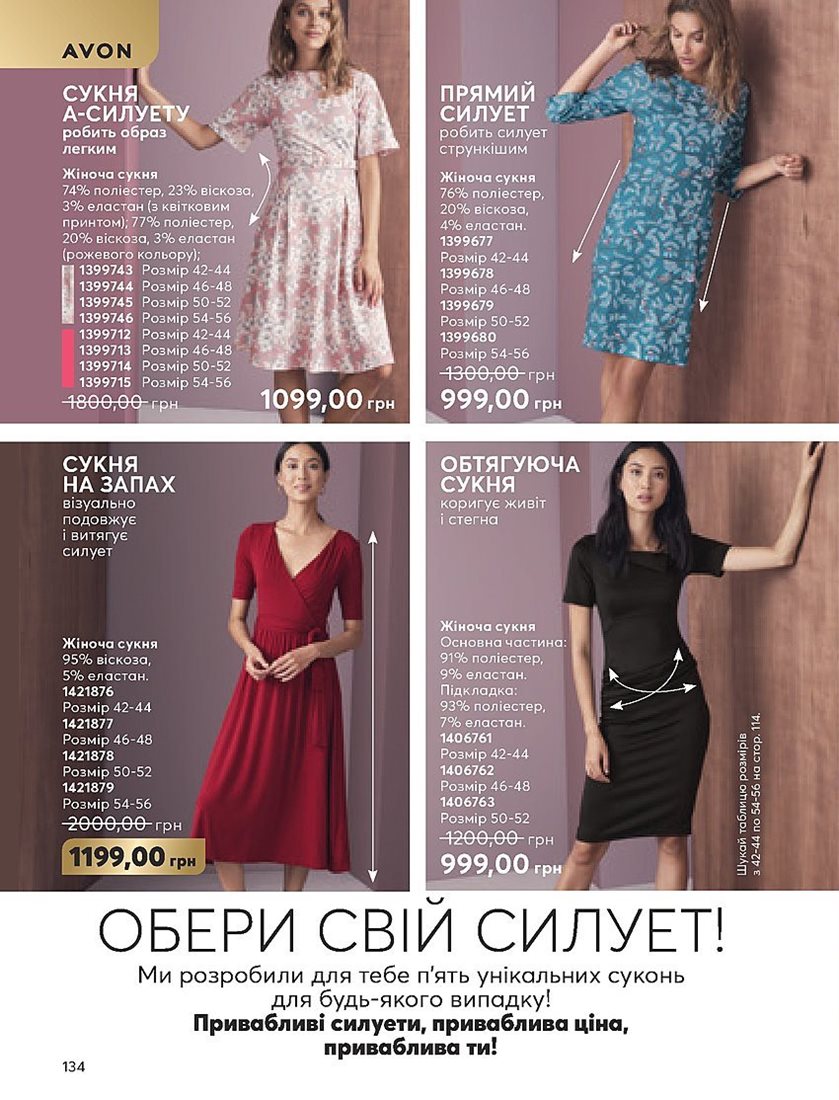 AVON
СУКНЯ
А-СИЛУЕТУ
робить образ
легким
Жіноча сукня
74% поліестер, 23% віскоза,
3% еластан (з квітковим
принтом); 77% поліестер,
20% віскоза, 3% еластан
(рожевого кольору);
1399743 Розмір 42-44
1399744 Розмір 46-48
1399745 Розмір 50-52
1399746 Розмір 54-56
1399712 Розмір 42-44
1399713 Розмір 46-48
1399714 Розмір 50-52
1399715 Розмір 54-56
1800,00 грн
1099,00 грн
ПРЯМИЙ
СИЛУЕТ
робить силует
стрункішим
Жіноча сукня
76% поліестер,
20% віскоза,
4% еластан.
1399677
Розмір 42-44
1399678
Розмір 46-48
1399679
Розмір 50-52
1399680
Розмір 54-56
1300,00 грн
999,00 грн
СУКНЯ
НА ЗАПАХ
візуально
подовжує
і витягує
силует
Жіноча сукня
95% віскоза,
5% еластан.
1421876
Розмір 42-44
1421877
Розмір 46-48
1421878
Розмір 50-52
1421879
Розмір 54-56
2000,00 грн
1199,00 грн
ОБТЯГУЮЧА
СУКНЯ
коригує живіт
і стегна
Жіноча сукня
Основна частина:
91% поліестер,
9% еластан.
Підкладка:
93% поліестер,
7% еластан.
1406761
Розмір 42-44
1406762
Розмір 46-48
1406763
Розмір 50-52
1200,00 грн
999,00 грн
Шукай таблицю розмірів
з 42-44 по 54-56 на стор. 114.
ОБЕРИ СВІЙ СИЛУЕТ!
Ми розробили для тебе п'ять унікальних суконь
для будь-якого випадку!
Привабливі силуети, приваблива ціна,
приваблива ти!
134